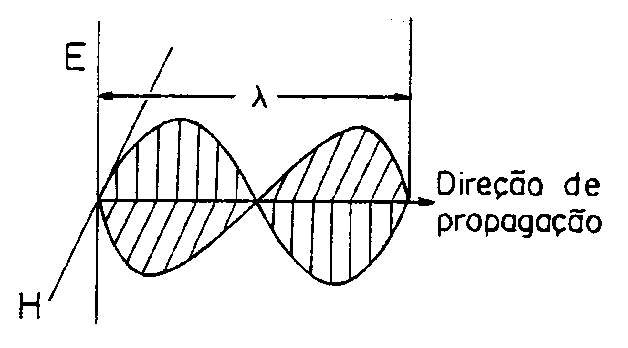 E
λ
Direção de
propagação
H